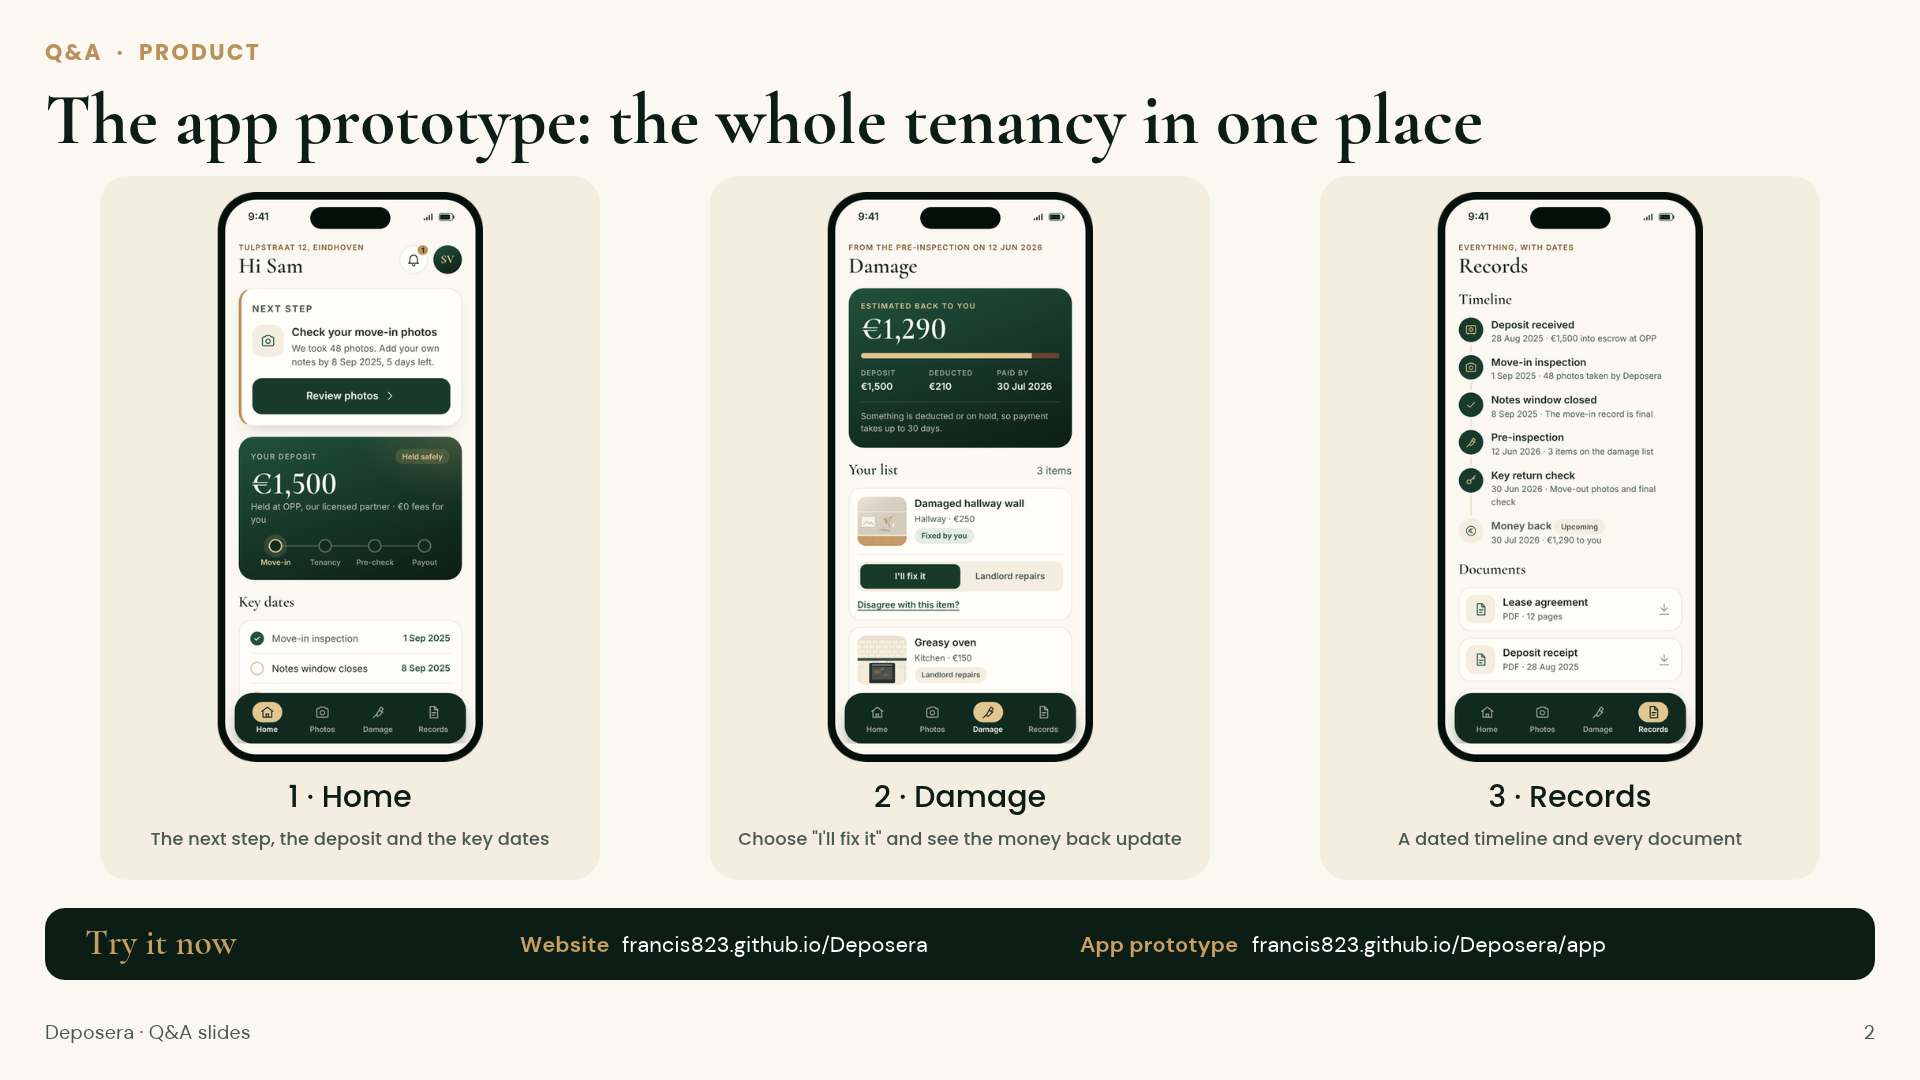 Q&A · PRODUCT
The app prototype: the whole tenancy in one place
9:41
TULPSTRAAT 12, EINDHOVEN
Hi Sam
1
SV
NEXT STEP
Check your move-in photos
We took 48 photos. Add your own
notes by 8 Sep 2025, 5 days left.
Review photos
YOUR DEPOSIT
Held safely
€1,500
Held at OPP, our licensed partner · €0 fees for
you
Move-in Tenancy Pre-check Payout
Key dates
Move-in inspection 1 Sep 2025
Notes window closes 8 Sep 2025
Home Photos Damage Records
1 · Home
The next step, the deposit and the key dates
9:41
FROM THE PRE-INSPECTION ON 12 JUN 2026
Damage
ESTIMATED BACK TO YOU
€1,290
DEPOSIT DEDUCTED PAID BY
€1,500 €210 30 Jul 2026
Something is deducted or on hold, so payment
takes up to 30 days.
Your list 3 items
Damaged hallway wall
Hallway · €250
Fixed by you
I'll fix it Landlord repairs
Disagree with this item?
Greasy oven
Kitchen · €150
Landlord repairs
Home Photos Damage Records
2 · Damage
Choose "I'll fix it" and see the money back update
9:41
EVERYTHING, WITH DATES
Records
Timeline
Deposit received
28 Aug 2025 · €1,500 into escrow at OPP
Move-in inspection
1 Sep 2025 · 48 photos taken by Deposera
Notes window closed
8 Sep 2025 · The move-in record is final
Pre-inspection
12 Jun 2026 · 3 items on the damage list
Key return check
30 Jun 2026 · Move-out photos and final
check
Money back Upcoming
30 Jul 2026 · €1,290 to you
Documents
Lease agreement
PDF · 12 pages
Deposit receipt
PDF · 28 Aug 2025
Home Photos Damage Records
3 · Records
A dated timeline and every document
Try it now
Website francis823.github.io/Deposera
App prototype francis823.github.io/Deposera/app
Deposera · Q&A slides
2